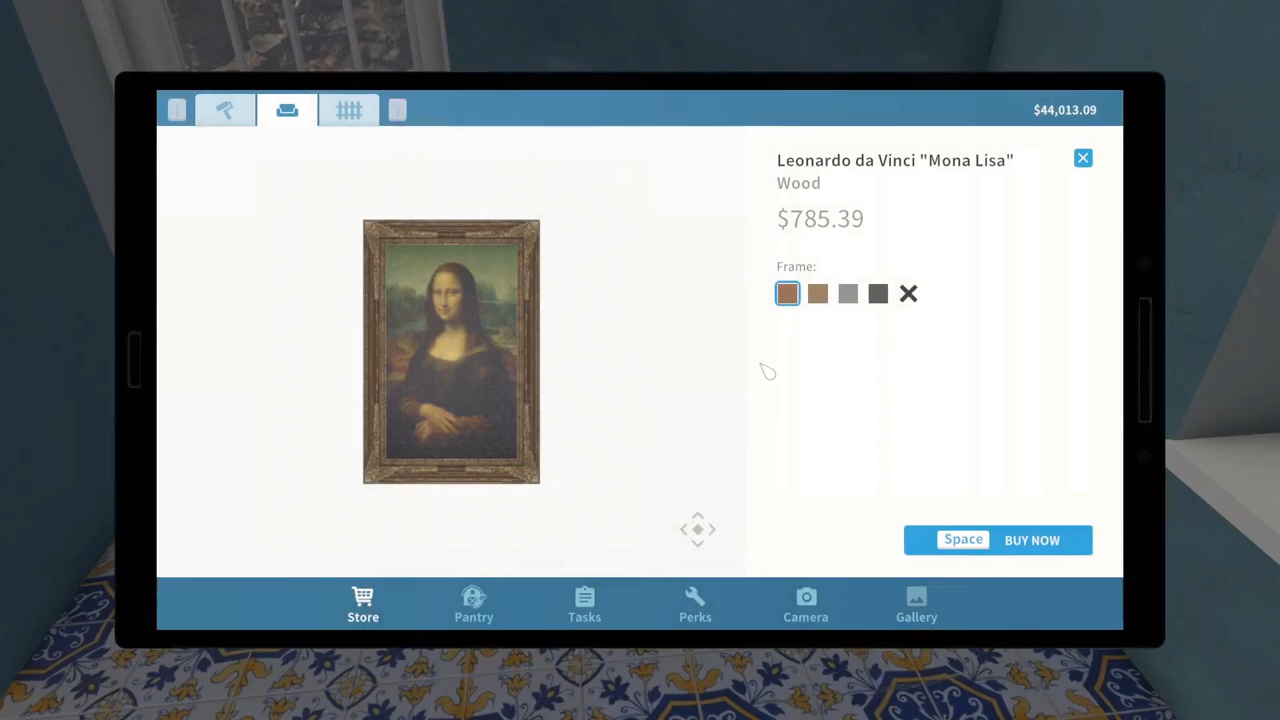 $44,013.09
Leonardo da Vinci "Mona Lisa"
Wood
$785.39
Frame:
Space BUY NOW
Store Pantry Tasks Perks Camera Gallery